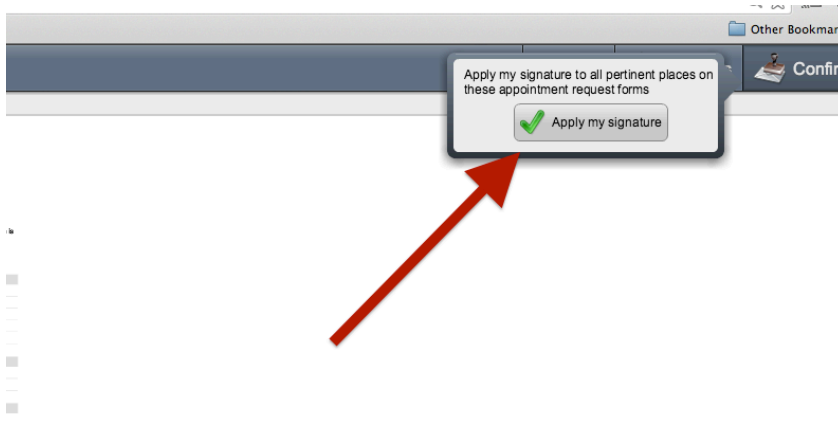 Other Bookmar
Confir
Apply my signature to all pertinent places on
these appointment request forms
Apply my signature